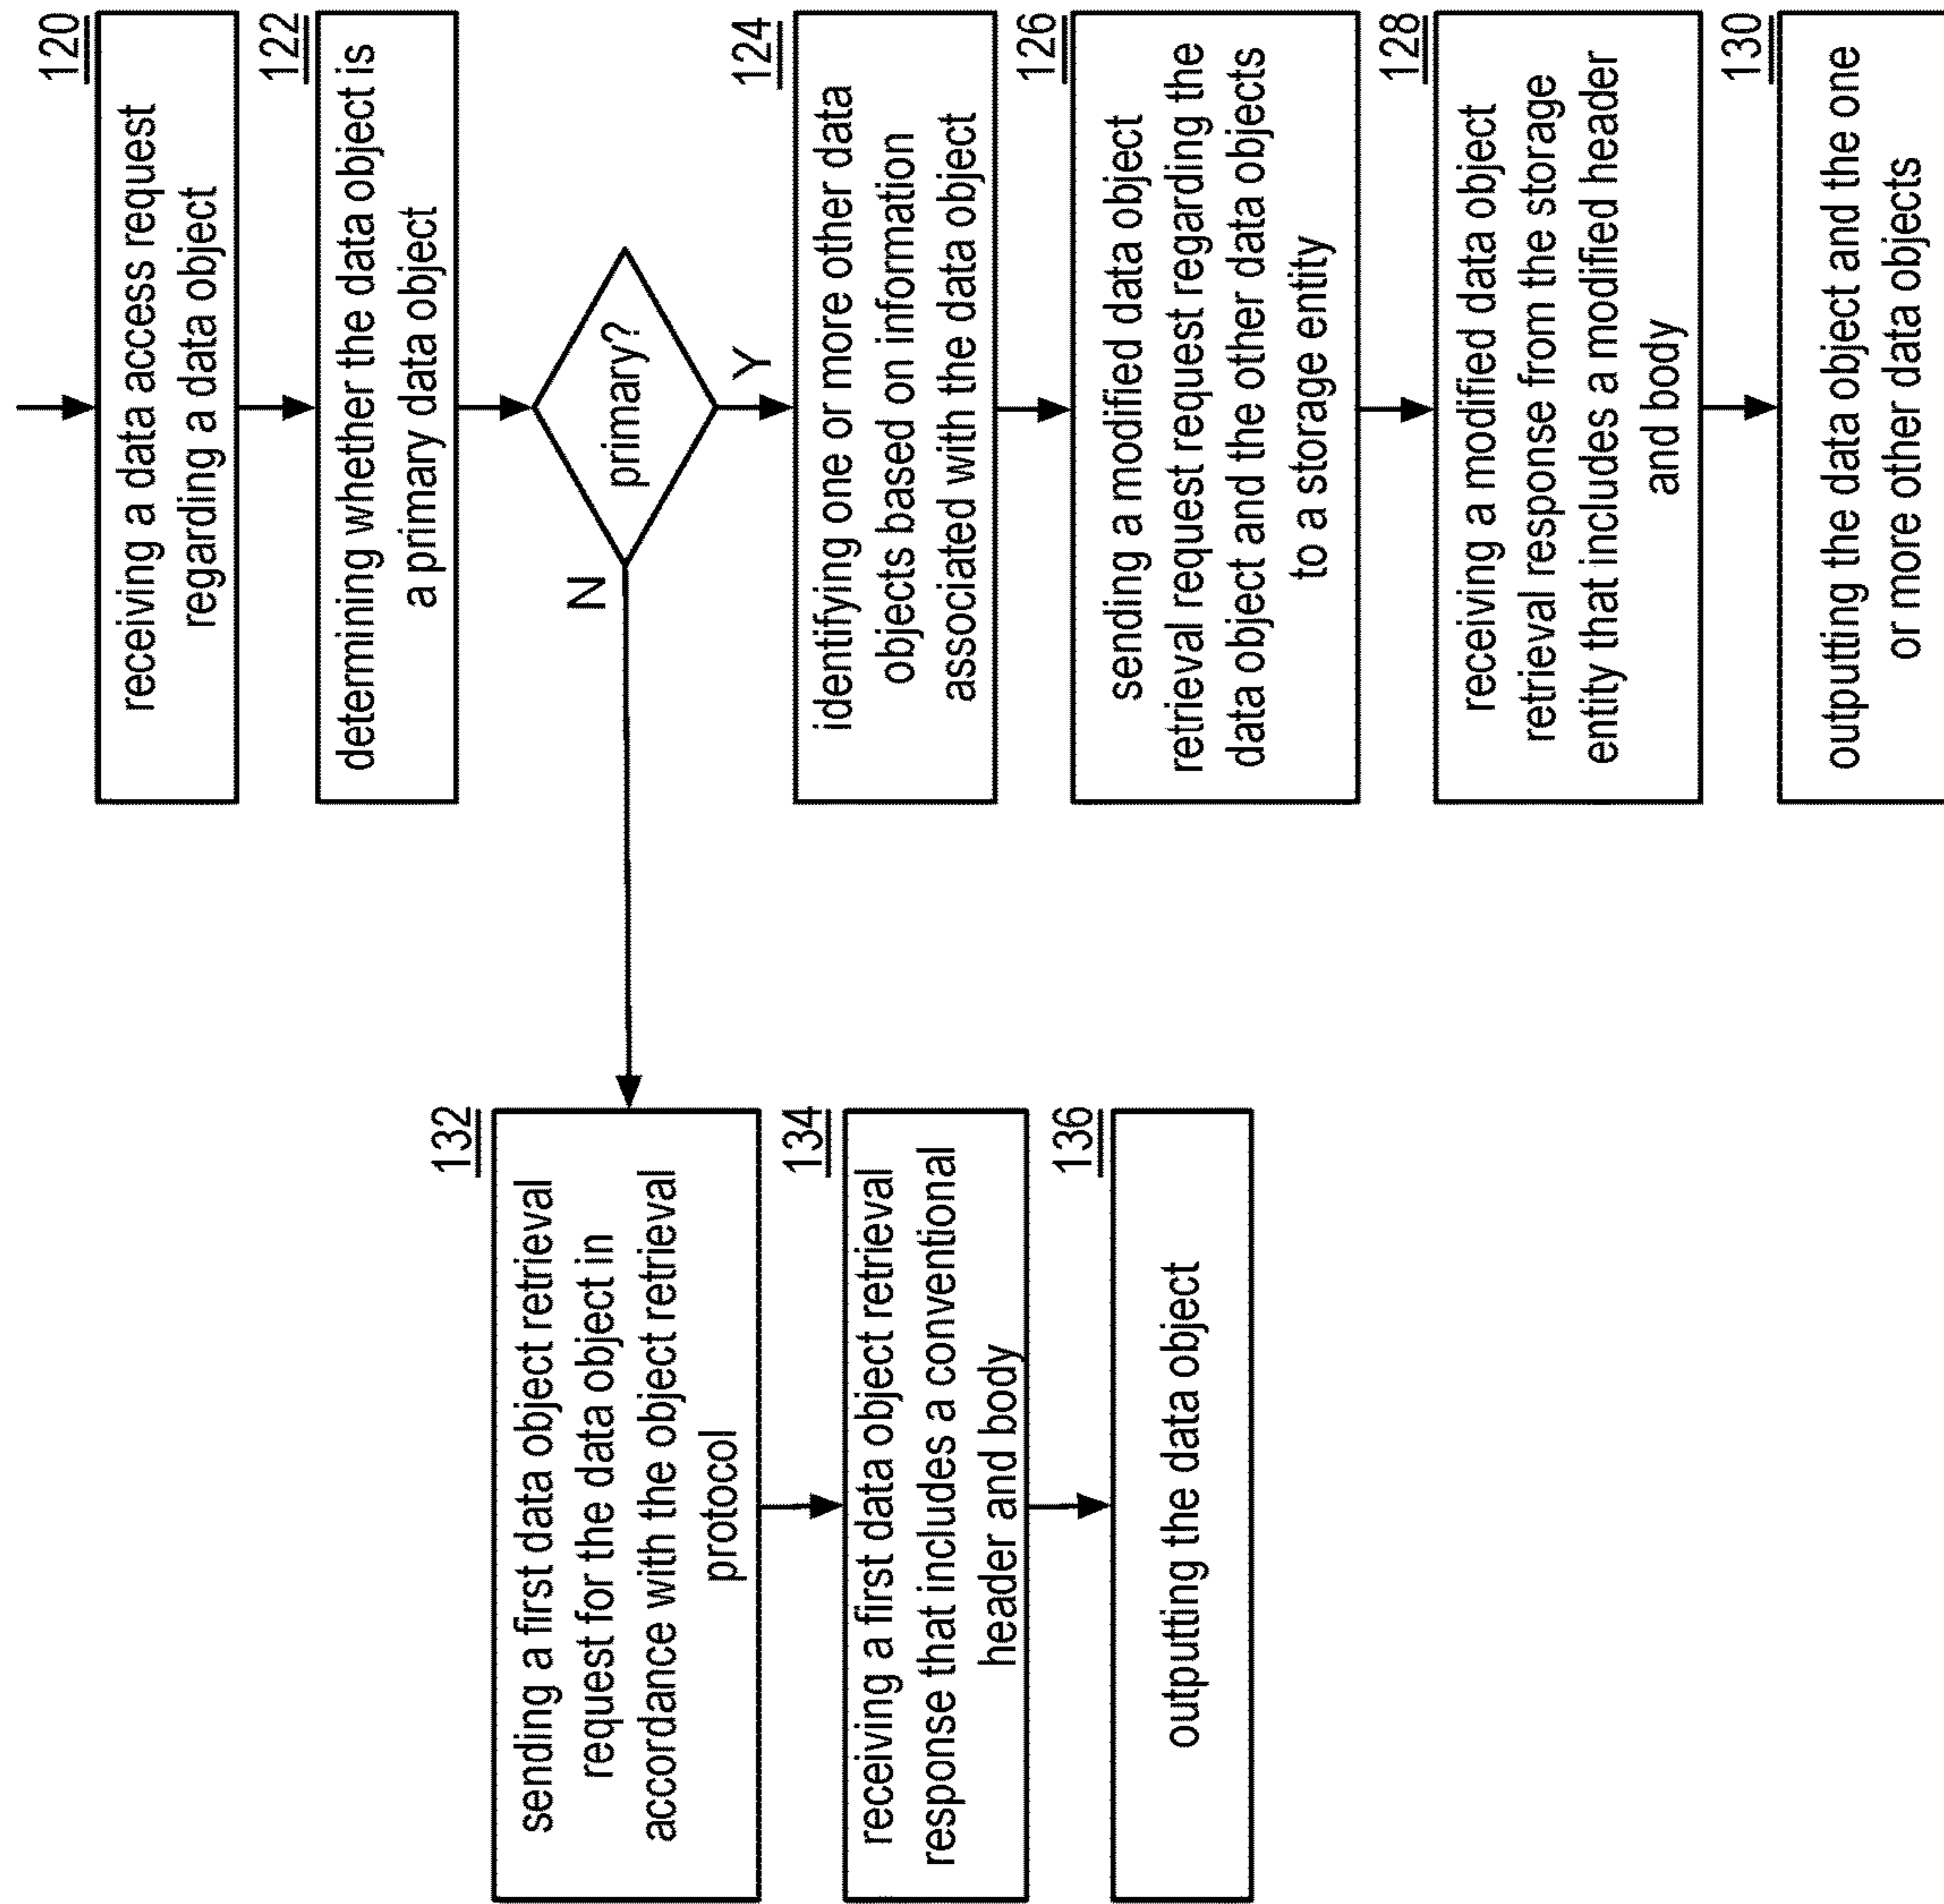 120
receiving a data access request
regarding a data object
122
determining whether the data object is
a primary data object
primary?
N
Y
124
identifying one or more other data
objects based on information
associated with the data object
126
sending a modified data object
retrieval request regarding the
data object and the other data objects
to a storage entity
128
receiving a modified data object
retrieval response from the storage
entity that includes a modified header
and body
130
outputting the data object and the one
or more other data objects
132
sending a first data object retrieval
request for the data object in
accordance with the object retrieval
protocol
134
receiving a first data object retrieval
response that includes a conventional
header and body
136
outputting the data object